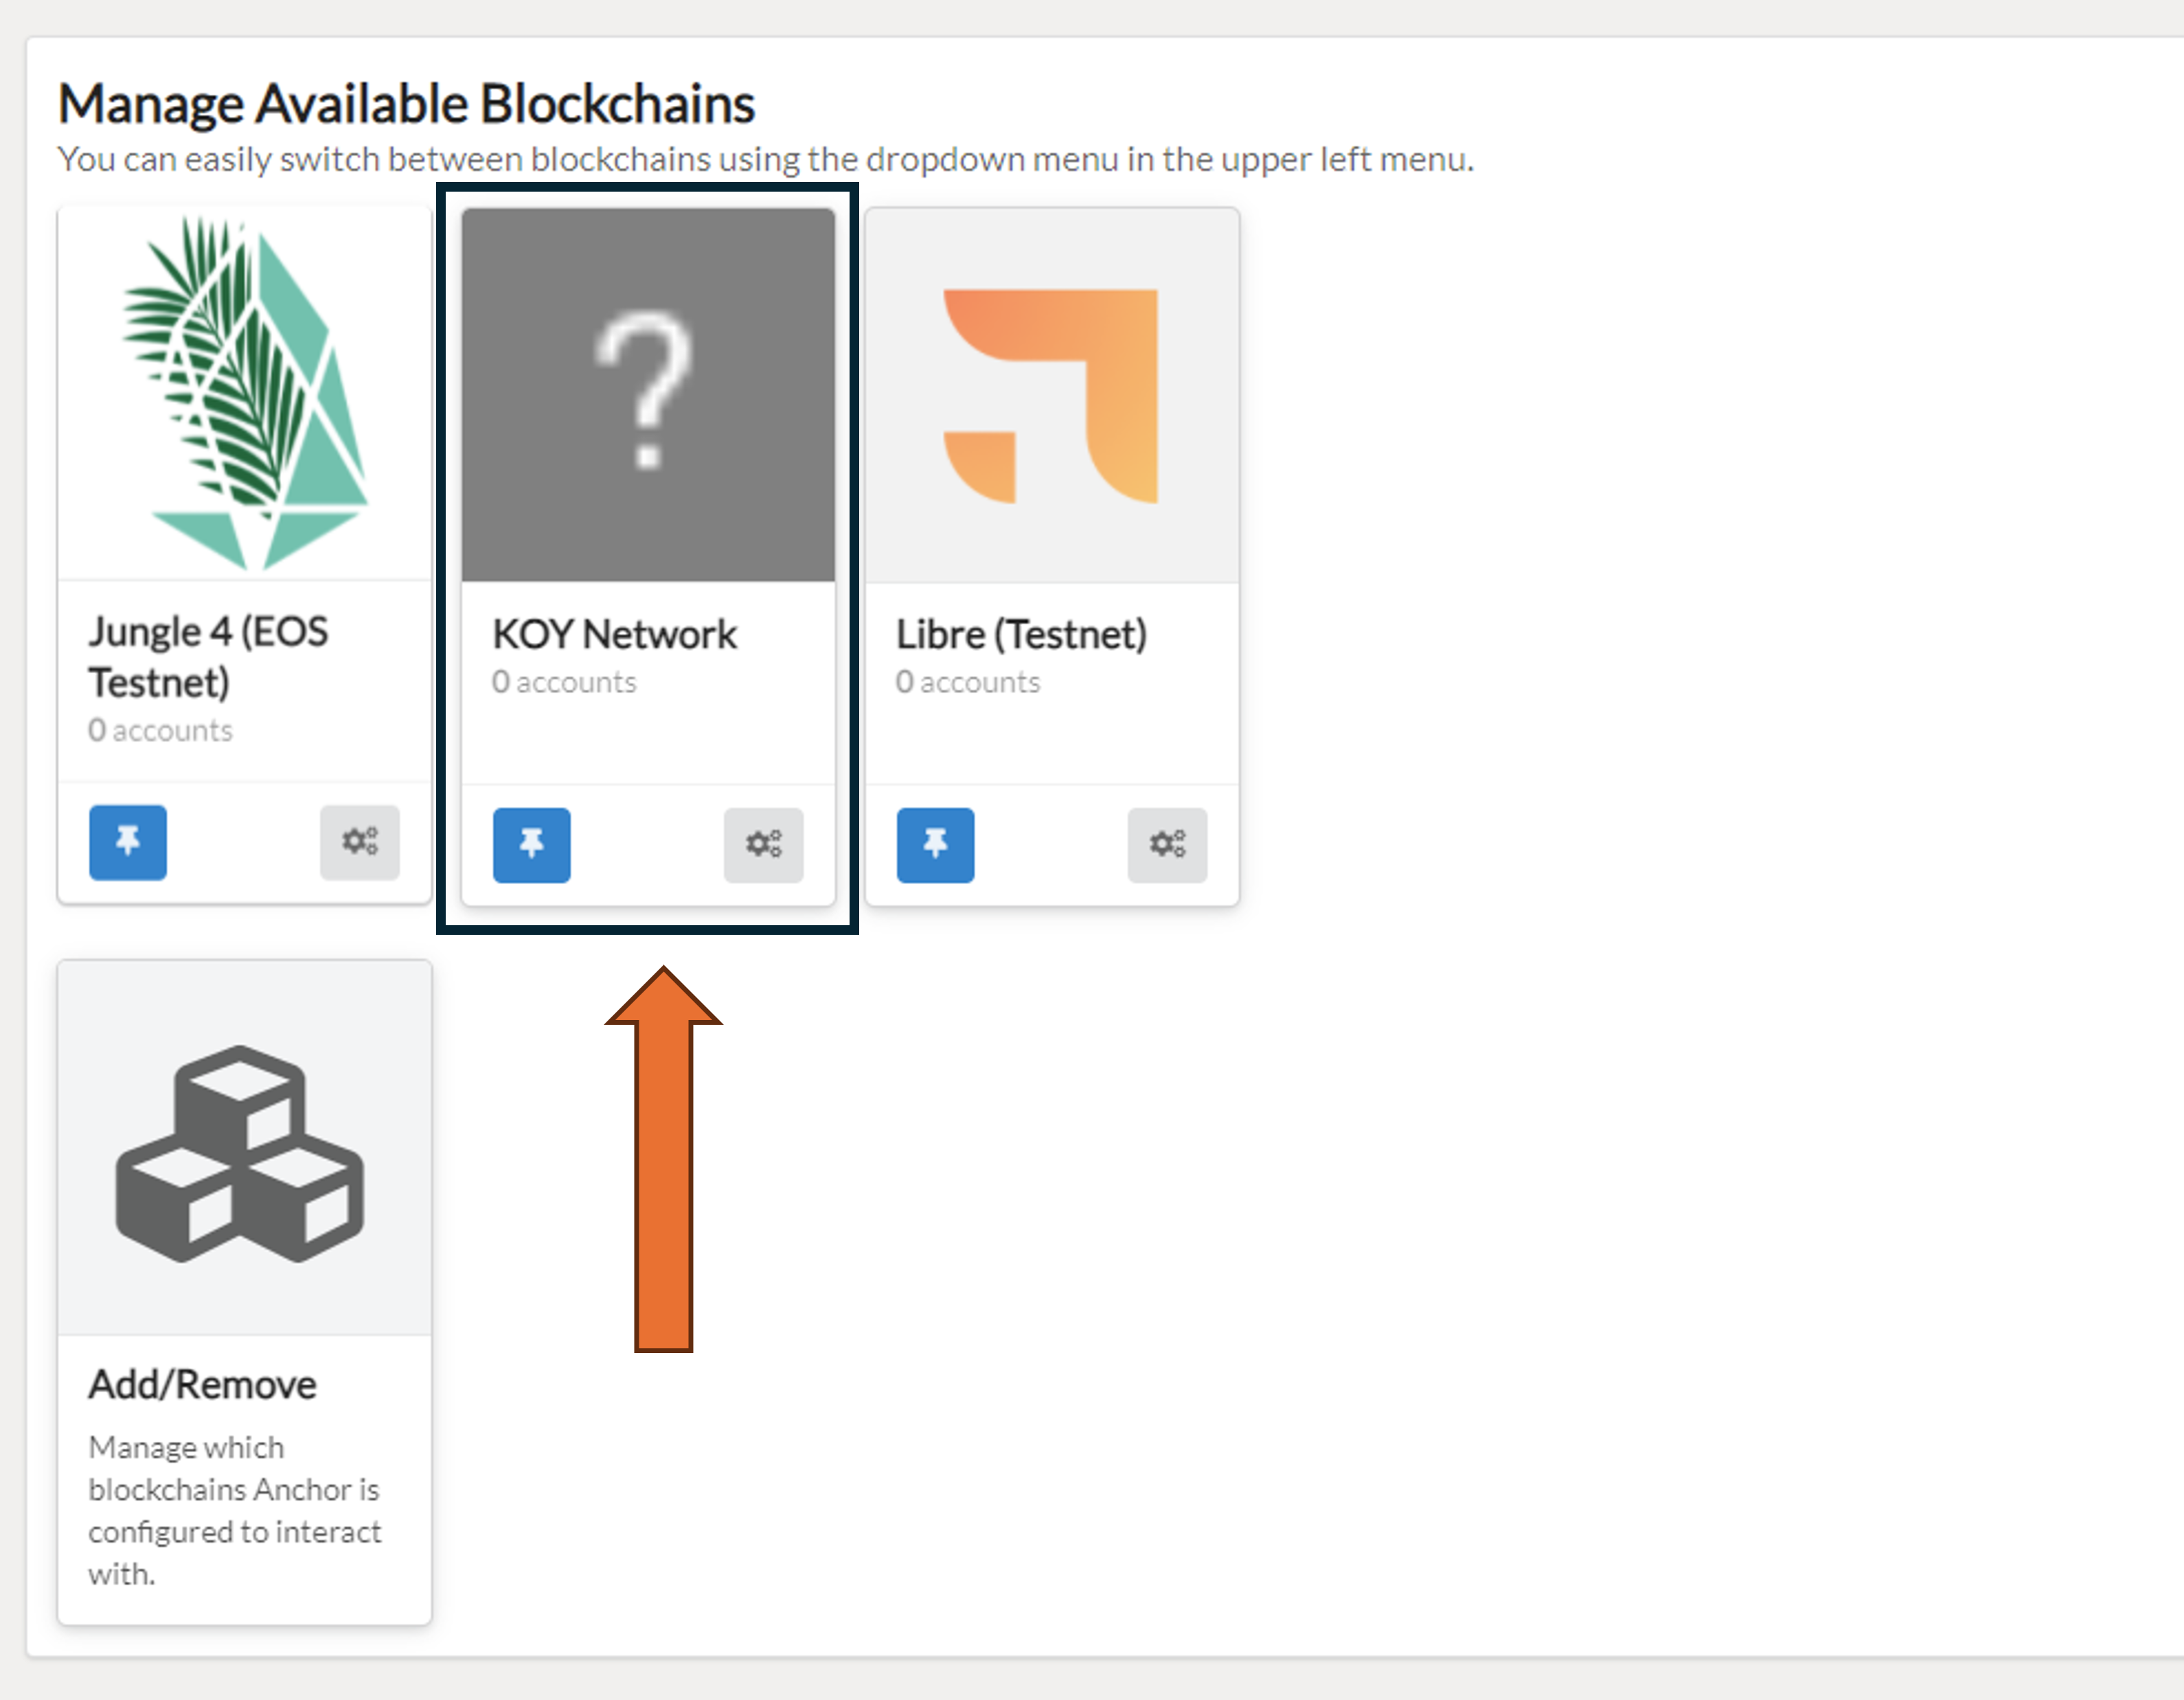 Manage Available Blockchains
You can easily switch between blockchains using the dropdown menu in the upper left menu.
?
Jungle 4 (EOS
Testnet)
0 accounts
KOY Network
0 accounts
Libre (Testnet)
0 accounts
Add/Remove
Manage which
blockchains Anchor is
configured to interact
with.